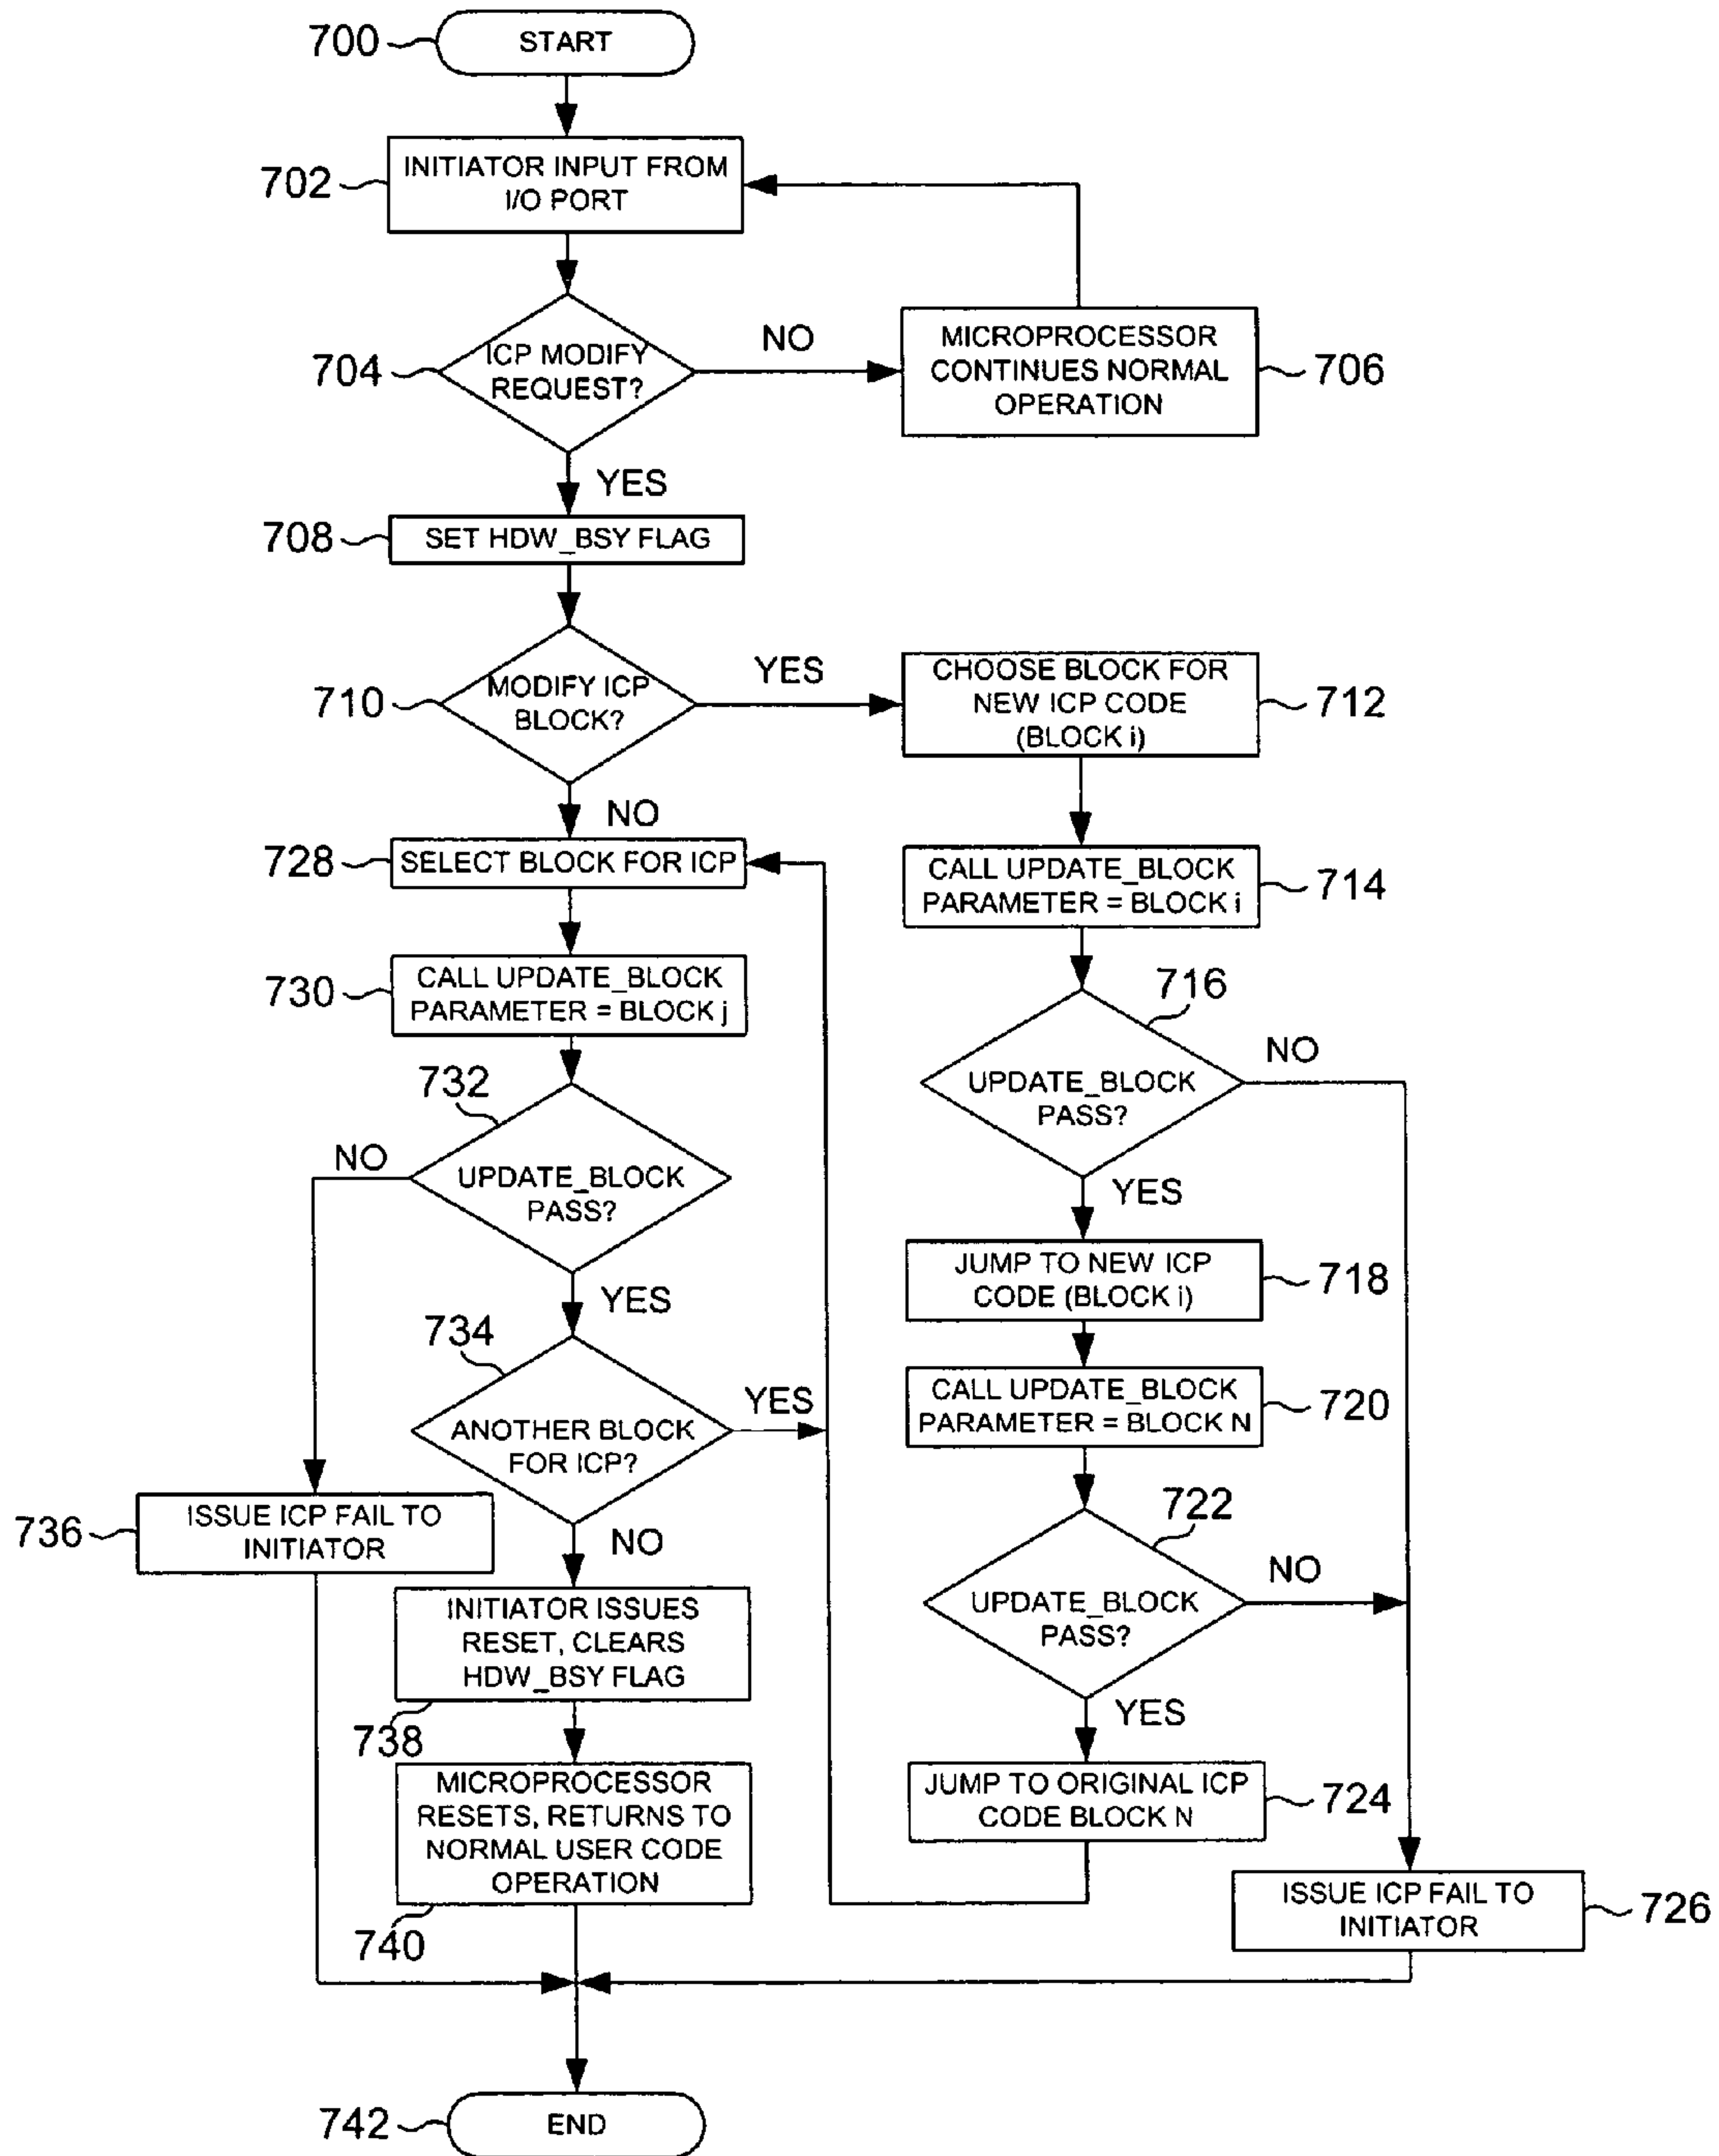 700
START
702
INITIATOR INPUT FROM
I/O PORT
704
ICP MODIFY
REQUEST?
NO
MICROPROCESSOR
CONTINUES NORMAL
OPERATION
706
YES
708
SET HDW_BSY FLAG
710
MODIFY ICP
BLOCK?
YES
CHOOSE BLOCK FOR
NEW ICP CODE
(BLOCK i)
712
NO
728
SELECT BLOCK FOR ICP
CALL UPDATE_BLOCK
PARAMETER = BLOCK i
714
730
CALL UPDATE_BLOCK
PARAMETER = BLOCK j
716
UPDATE_BLOCK
PASS?
NO
732
NO
UPDATE_BLOCK
PASS?
YES
YES
JUMP TO NEW ICP
CODE (BLOCK i)
718
734
ANOTHER BLOCK
FOR ICP?
YES
CALL UPDATE_BLOCK
PARAMETER = BLOCK N
720
736
ISSUE ICP FAIL TO
INITIATOR
NO
722
UPDATE_BLOCK
PASS?
NO
INITIATOR ISSUES
RESET, CLEARS
HDW_BSY FLAG
738
YES
MICROPROCESSOR
RESETS, RETURNS TO
NORMAL USER CODE
OPERATION
740
JUMP TO ORIGINAL ICP
CODE BLOCK N
724
ISSUE ICP FAIL TO
INITIATOR
726
742
END